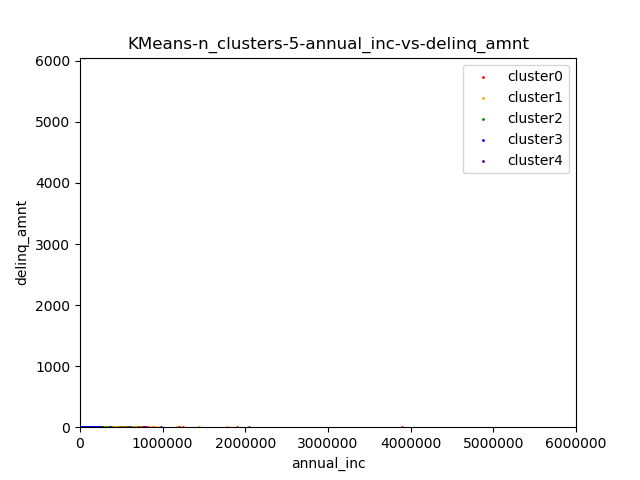 KMeans-n_clusters-5-annual_inc-vs-delinq_amnt
cluster0
cluster1
cluster2
cluster3
cluster4
6000
5000
4000
3000
2000
1000
0
delinq_amnt
0 1000000 2000000 3000000 4000000 5000000 6000000
annual_inc